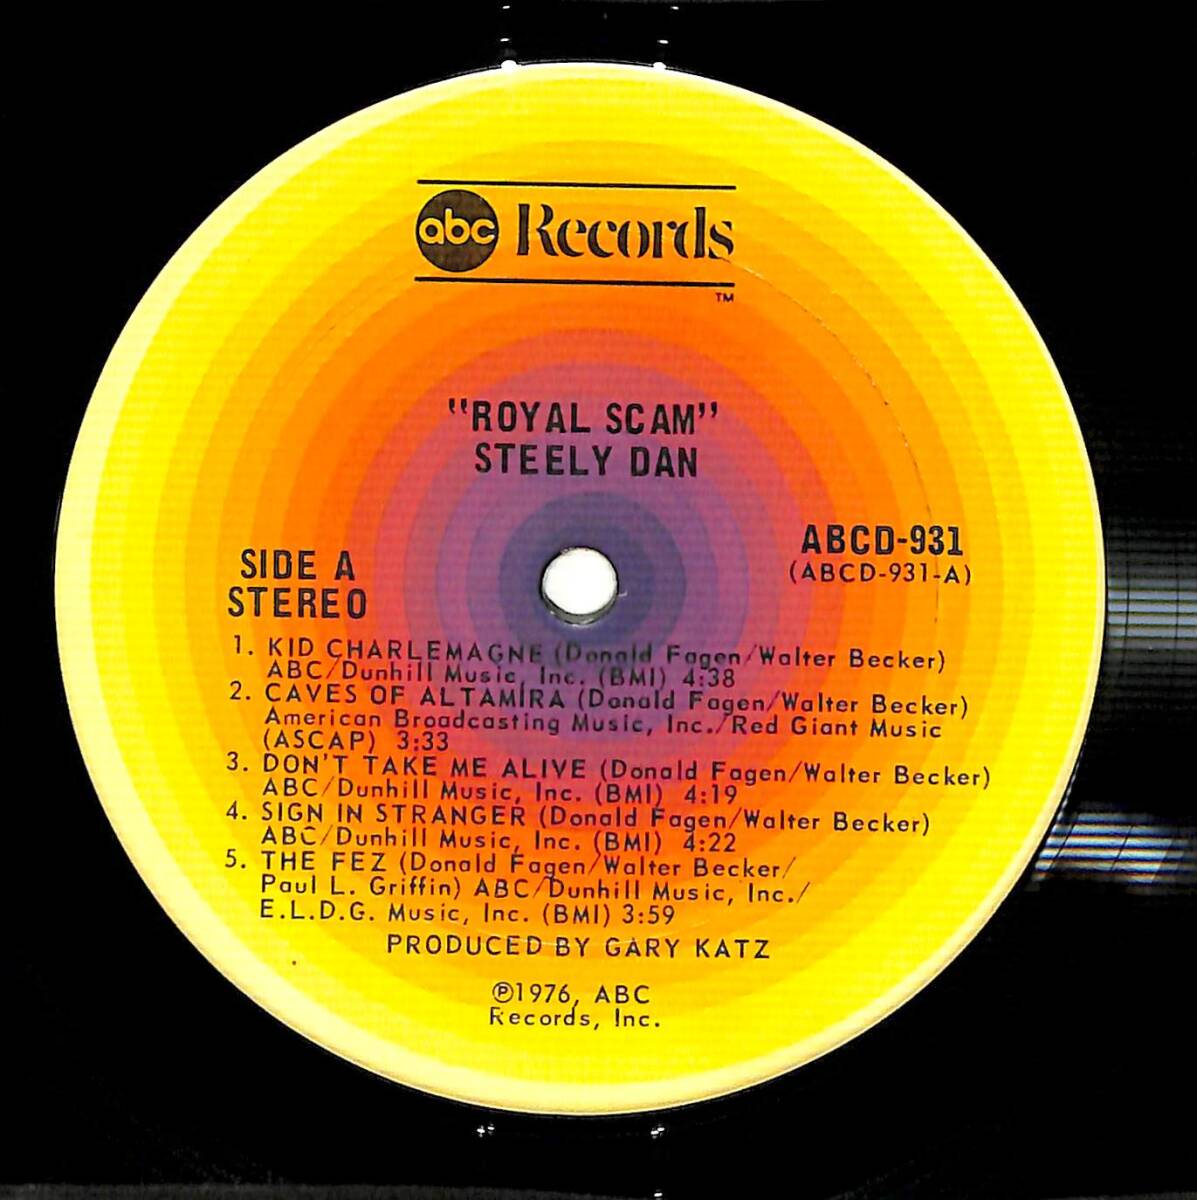 abc Records
TM
"ROYAL SCAM"
STEELY DAN
SIDE A
STEREO
ABCD-931
(ABCD-931-A)
1. KID CHARLEMAGNE (Donald Fagen/Walter Becker)
ABC/Dunhill Music, Inc. (BMI) 4:38
2. CAVES OF ALTAMIRA (Donald Fagen/Walter Becker)
American Broadcasting Music, Inc./Red Giant Music
(ASCAP) 3:33
3. DON'T TAKE ME ALIVE (Donald Fagen/Walter Becker)
ABC/Dunhill Music, Inc. (BMI) 4:19
4. SIGN IN STRANGER (Donald Fagen/Walter Becker)
ABC/Dunhill Music, Inc. (BMI) 4:22
5. THE FEZ (Donald Fagen/Walter Becker/
Paul L. Griffin) ABC/Dunhill Music, Inc./
E.L.D.G. Music, Inc. (BMI) 3:59
PRODUCED BY GARY KATZ
℗1976, ABC
Records, Inc.